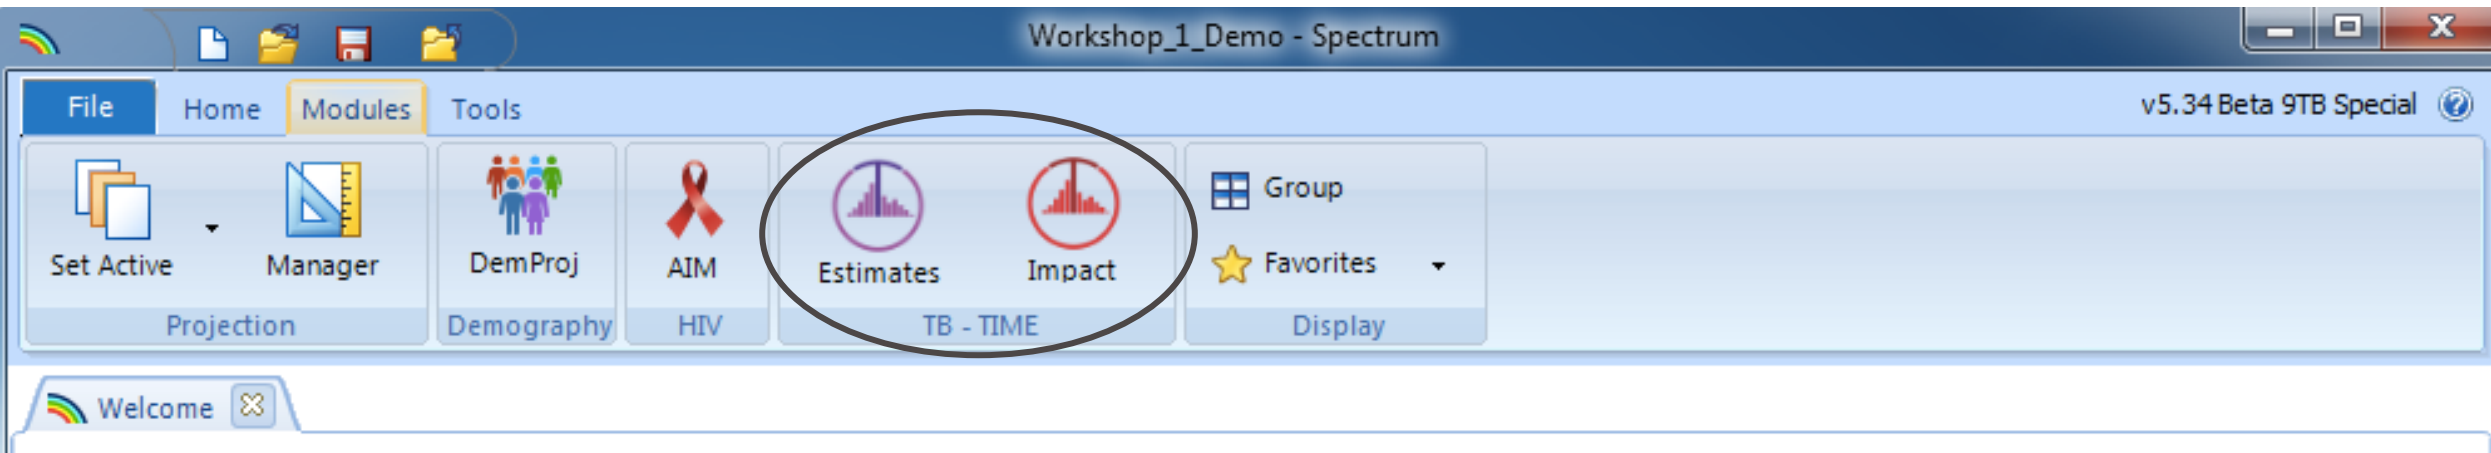 Workshop_1_Demo - Spectrum
File Home Modules Tools
v5.34 Beta 9TB Special
Set Active
Manager
Projection
DemProj
Demography
AIM
HIV
Estimates
Impact
TB - TIME
Group
Favorites
Display
Welcome